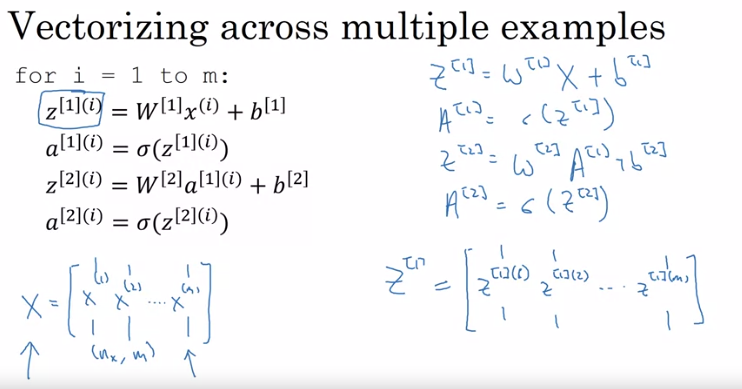 Vectorizing across multiple examples
for i = 1 to m:
z[1](i) = W[1]x(i) + b[1]
a[1](i) = σ(z[1](i))
z[2](i) = W[2]a[1](i) + b[2]
a[2](i) = σ(z[2](i))
Z[1] = W[1] X + b[1]
A[1] = σ(Z[1])
Z[2] = W[2] A[1] + b[2]
A[2] = σ(Z[2])
X = [ x(1) x(2) .... x(m) ]
(nx, m)
Z[1] = [ z[1](1) z[1](2) ... z[1](m) ]